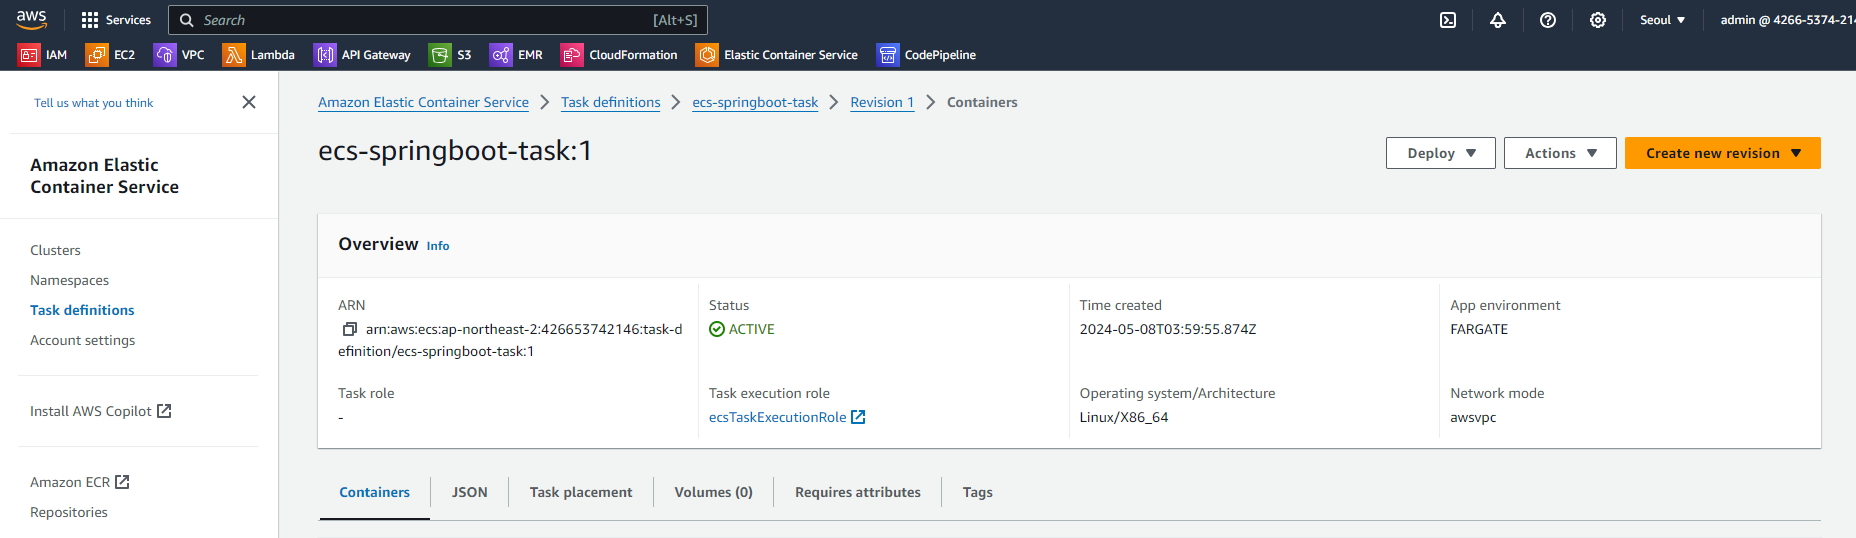 aws
Services
Search
[Alt+S]
Seoul
admin @ 4266-5374-214
IAM
EC2
VPC
Lambda
API Gateway
S3
EMR
CloudFormation
Elastic Container Service
CodePipeline
Tell us what you think
Amazon Elastic
Container Service
Clusters
Namespaces
Task definitions
Account settings
Install AWS Copilot
Amazon ECR
Repositories
Amazon Elastic Container Service > Task definitions > ecs-springboot-task > Revision 1 > Containers
ecs-springboot-task:1
Deploy
Actions
Create new revision
Overview Info
ARN
arn:aws:ecs:ap-northeast-2:426653742146:task-d
efinition/ecs-springboot-task:1
Status
ACTIVE
Time created
2024-05-08T03:59:55.874Z
App environment
FARGATE
Task role
-
Task execution role
ecsTaskExecutionRole
Operating system/Architecture
Linux/X86_64
Network mode
awsvpc
Containers
JSON
Task placement
Volumes (0)
Requires attributes
Tags